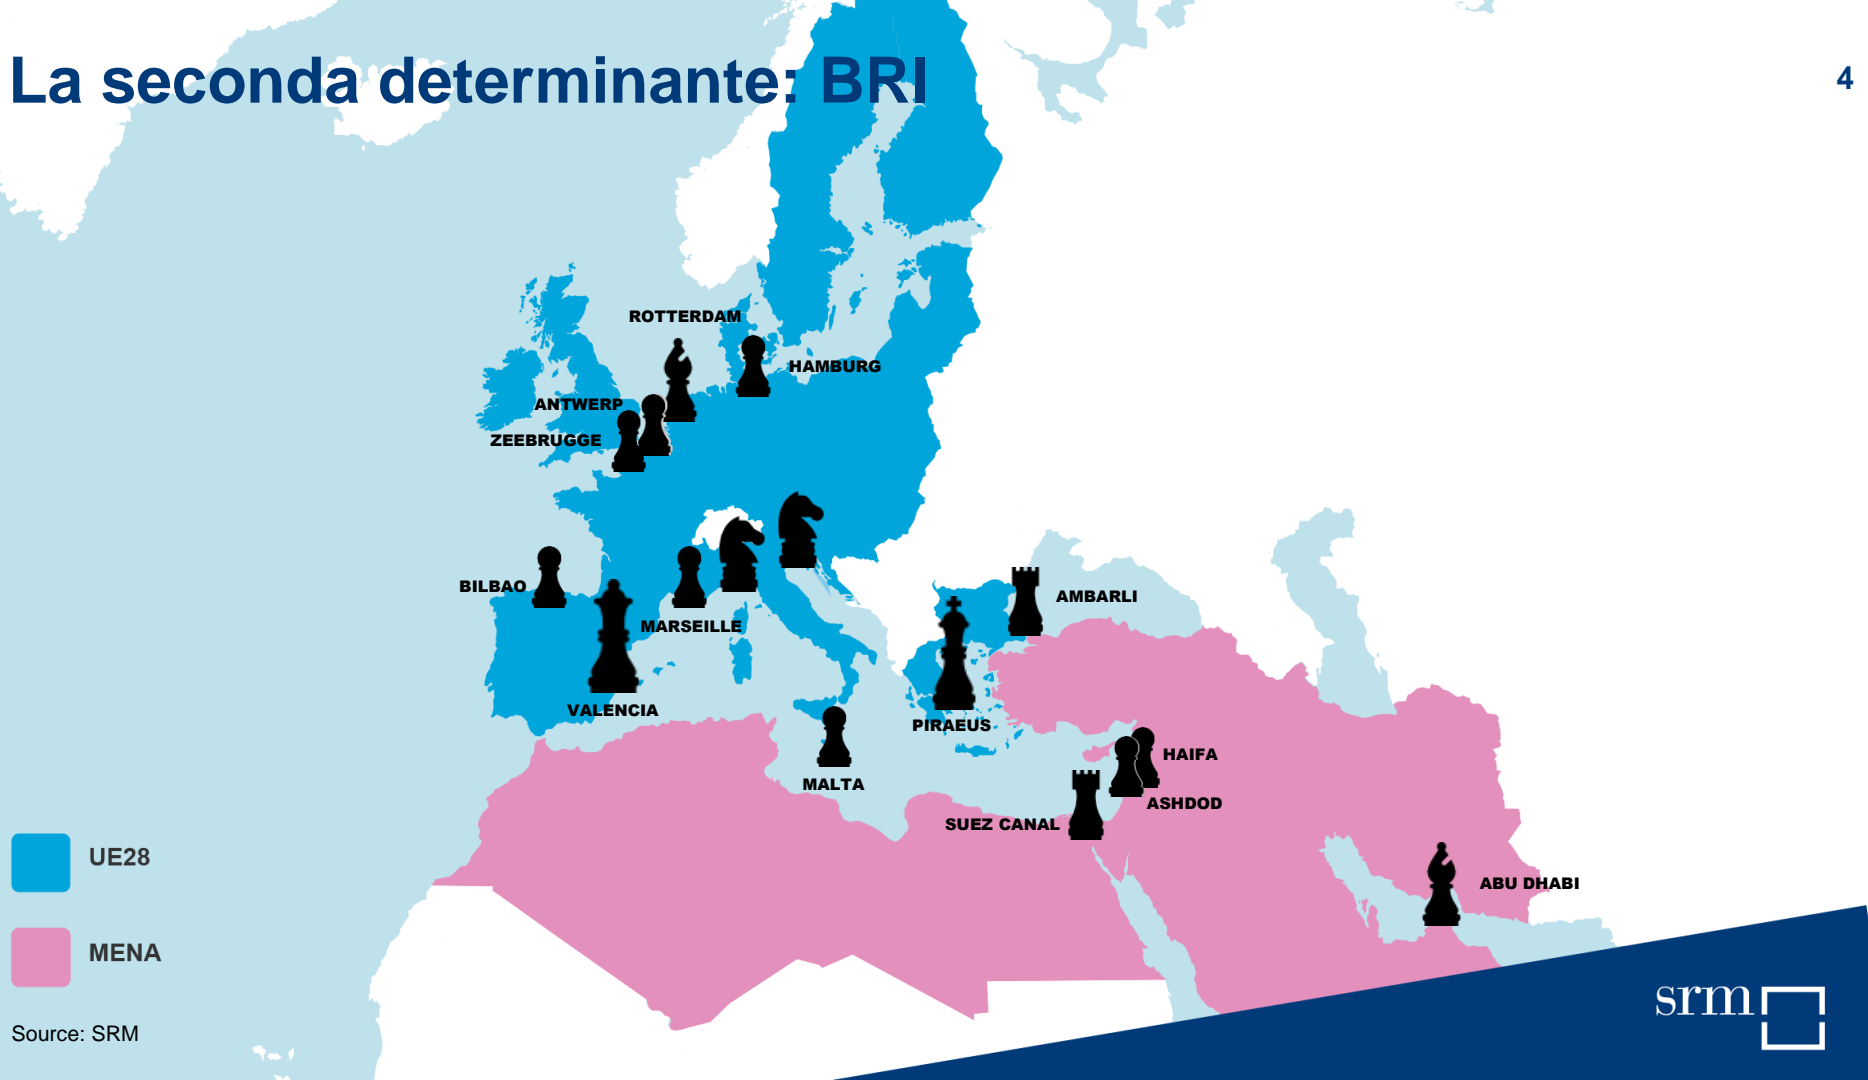 La seconda determinante: BRI
4
ROTTERDAM
HAMBURG
ANTWERP
ZEEBRUGGE
BILBAO
MARSEILLE
AMBARLI
VALENCIA
PIRAEUS
MALTA
HAIFA
ASHDOD
SUEZ CANAL
ABU DHABI
UE28
MENA
Source: SRM
srm